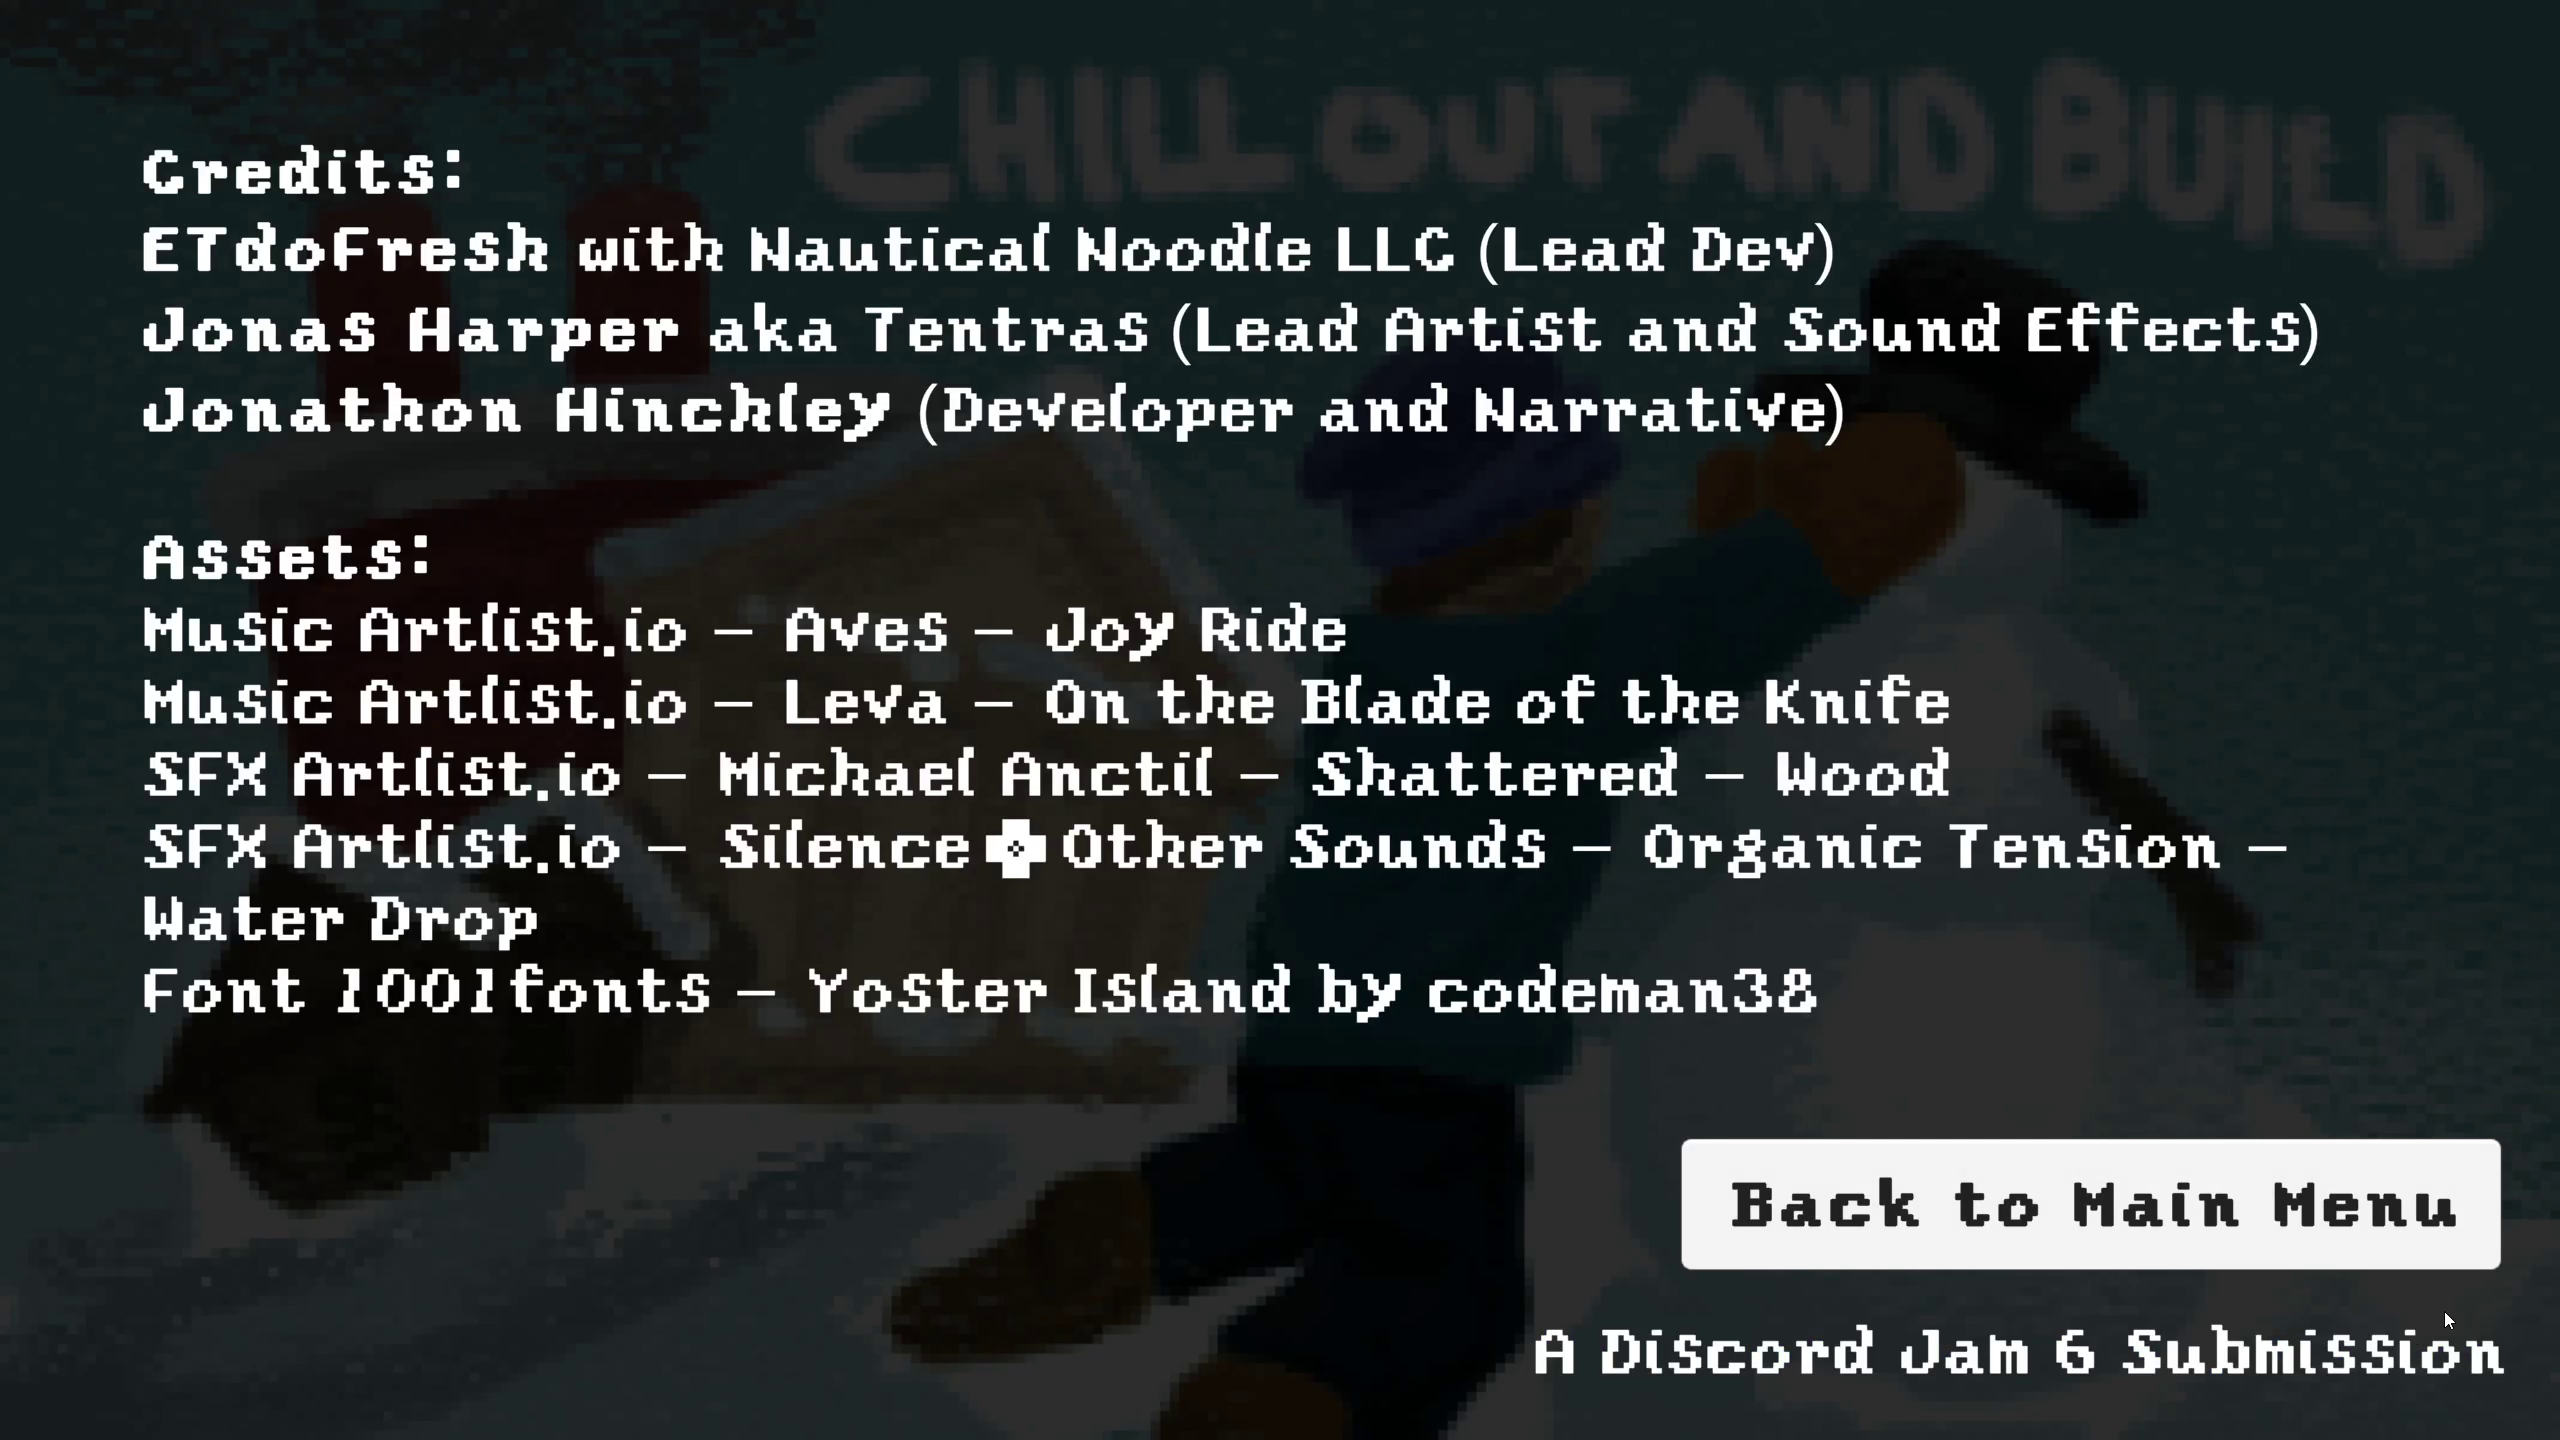 CHILL OUT AND BUILD
Credits:
ETdoFresh with Nautical Noodle LLC (Lead Dev)
Jonas Harper aka Tentras (Lead Artist and Sound Effects)
Jonathon Hinckley (Developer and Narrative)
Assets:
Music Artlist.io - Aves - Joy Ride
Music Artlist.io - Leva - On the Blade of the Knife
SFX Artlist.io - Michael Anctil - Shattered - Wood
SFX Artlist.io - Silence Other Sounds - Organic Tension -
Water Drop
Font 1001fonts - Yoster Island by codeman38
Back to Main Menu
A Discord Jam 6 Submission